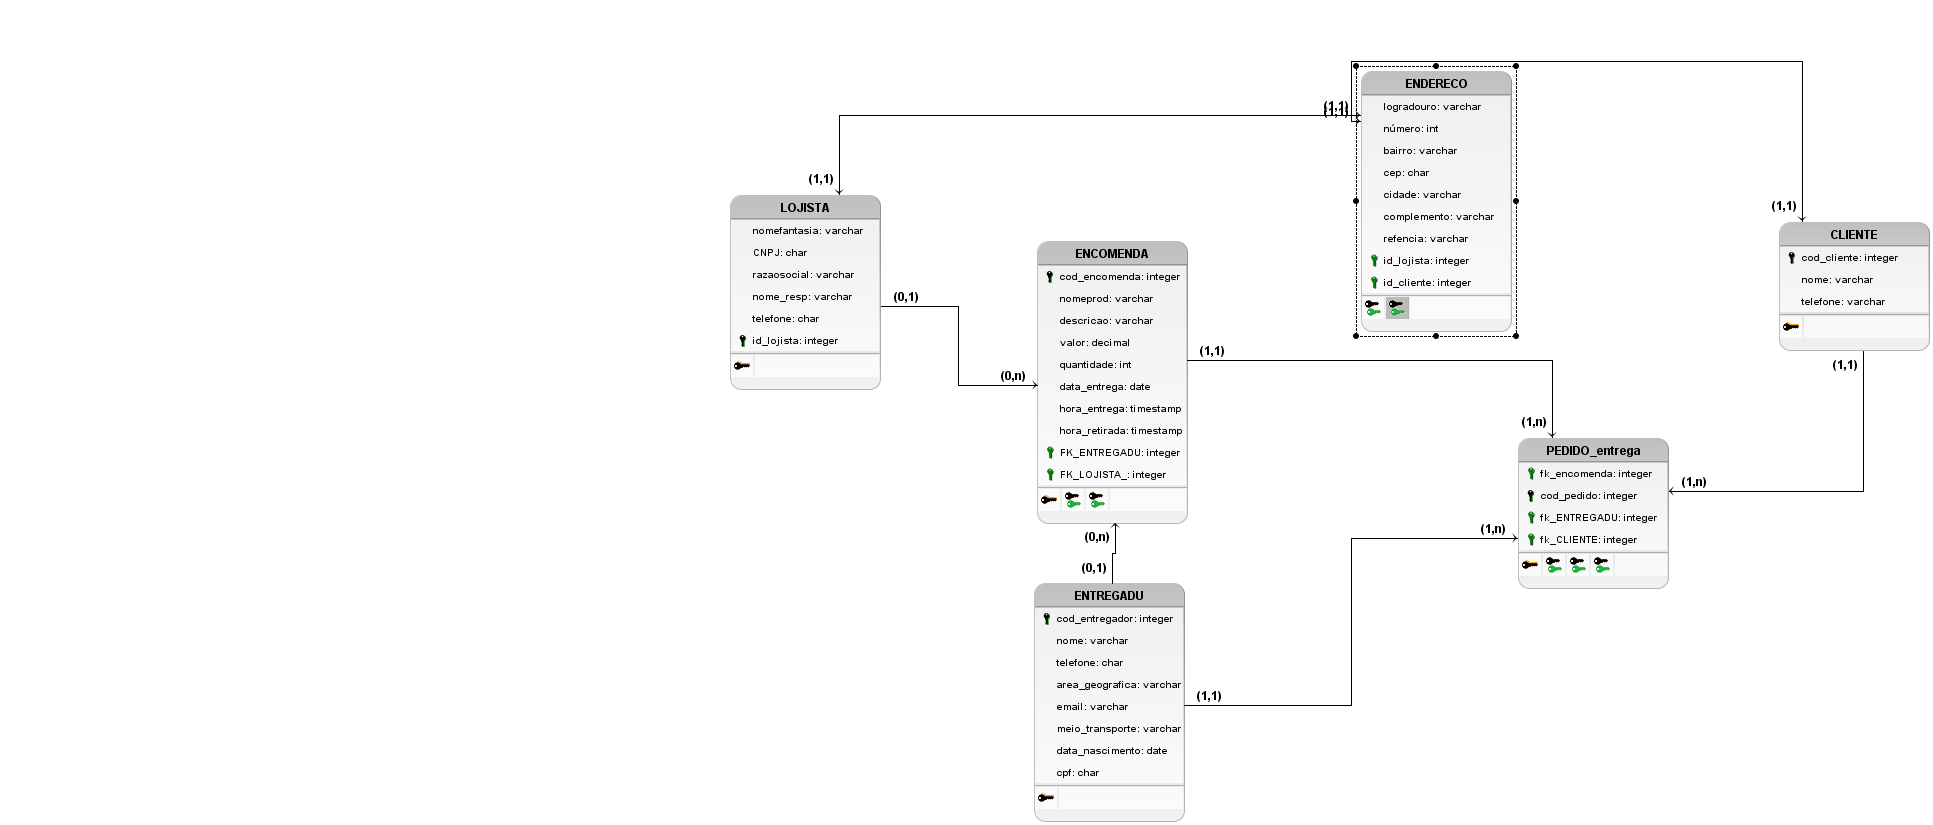 ENDERECO
logradouro: varchar
número: int
bairro: varchar
cep: char
cidade: varchar
complemento: varchar
refencia: varchar
id_lojista: integer
id_cliente: integer
(1,1)
(1,1)
(1,1)
(1,1)
LOJISTA
nomefantasia: varchar
CNPJ: char
razaosocial: varchar
nome_resp: varchar
telefone: char
id_lojista: integer
(0,1)
(0,n)
ENCOMENDA
cod_encomenda: integer
nomeprod: varchar
descricao: varchar
valor: decimal
quantidade: int
data_entrega: date
hora_entrega: timestamp
hora_retirada: timestamp
FK_ENTREGADU: integer
FK_LOJISTA_: integer
(1,1)
(1,n)
CLIENTE
cod_cliente: integer
nome: varchar
telefone: varchar
(1,1)
(1,n)
PEDIDO_entrega
fk_encomenda: integer
cod_pedido: integer
fk_ENTREGADU: integer
fk_CLIENTE: integer
(1,n)
(0,n)
(0,1)
ENTREGADU
cod_entregador: integer
nome: varchar
telefone: char
area_geografica: varchar
email: varchar
meio_transporte: varchar
data_nascimento: date
cpf: char
(1,1)